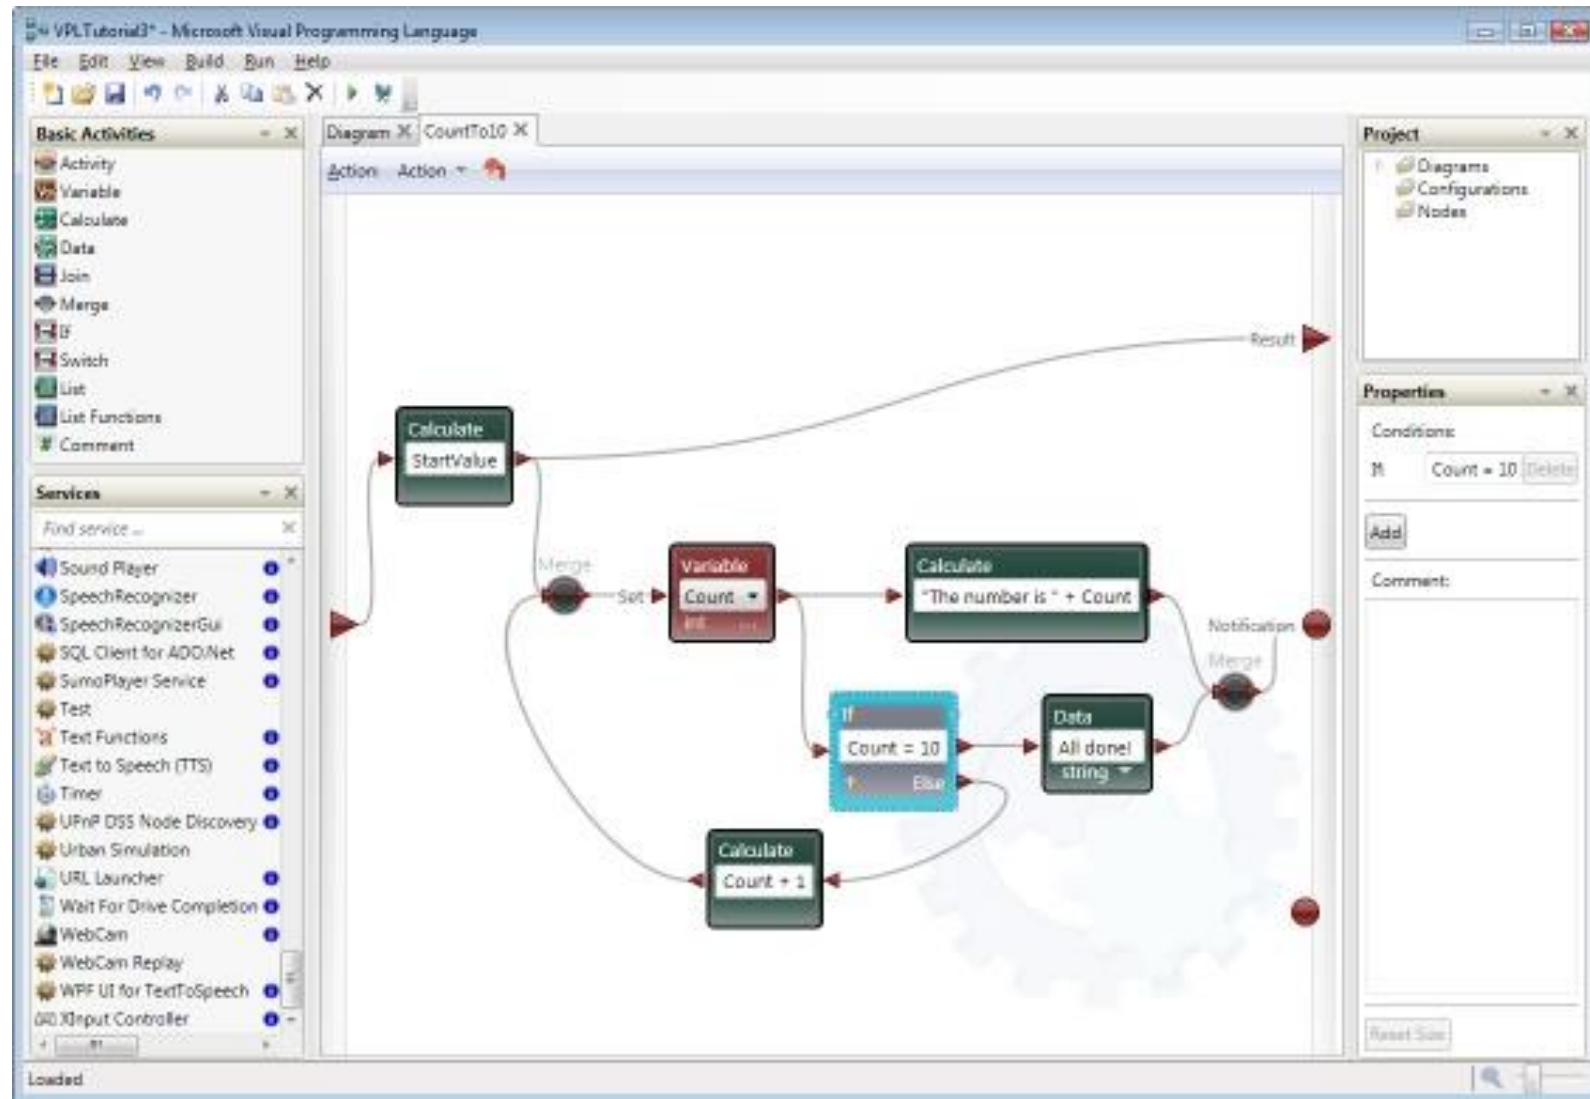 VPLTutorial3* - Microsoft Visual Programming Language
File Edit View Build Run Help
Basic Activities
Activity
Variable
Calculate
Data
Join
Merge
If
Switch
List
List Functions
Comment
Services
Find service ...
Sound Player
SpeechRecognizer
SpeechRecognizerGui
SQL Client for ADO.Net
SumoPlayer Service
Test
Text Functions
Text to Speech (TTS)
Timer
UPnP DSS Node Discovery
Urban Simulation
URL Launcher
Wait For Drive Completion
WebCam
WebCam Replay
WPF UI for TextToSpeech
XInput Controller
Diagram CountTo10
Action: Action
Result
Calculate
StartValue
Merge
Set
Variable
Count
int ...
Calculate
"The number is " + Count
Notification
Merge
If
Count = 10
Else
Data
All done!
string
Calculate
Count + 1
Project
Diagrams
Configurations
Nodes
Properties
Conditions:
If: Count = 10 Delete
Add
Comment:
Reset Size
Loaded